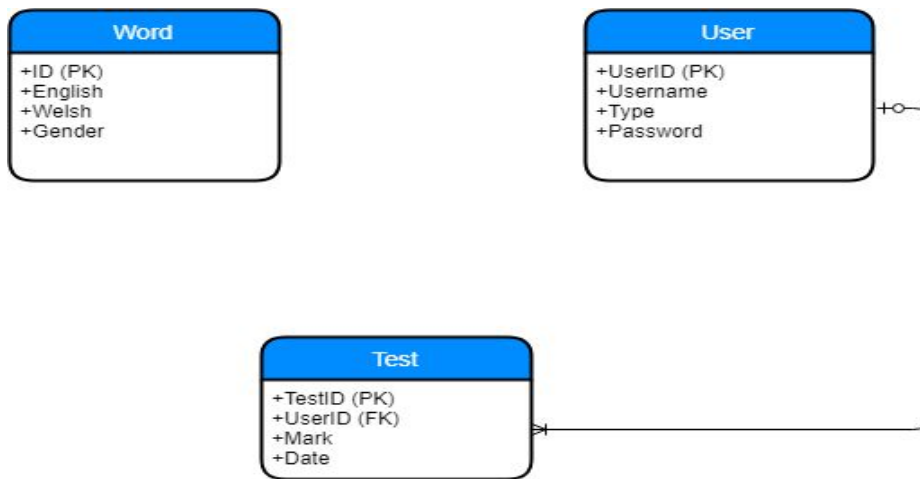 Word
+ID (PK)
+English
+Welsh
+Gender
User
+UserID (PK)
+Username
+Type
+Password
Test
+TestID (PK)
+UserID (FK)
+Mark
+Date